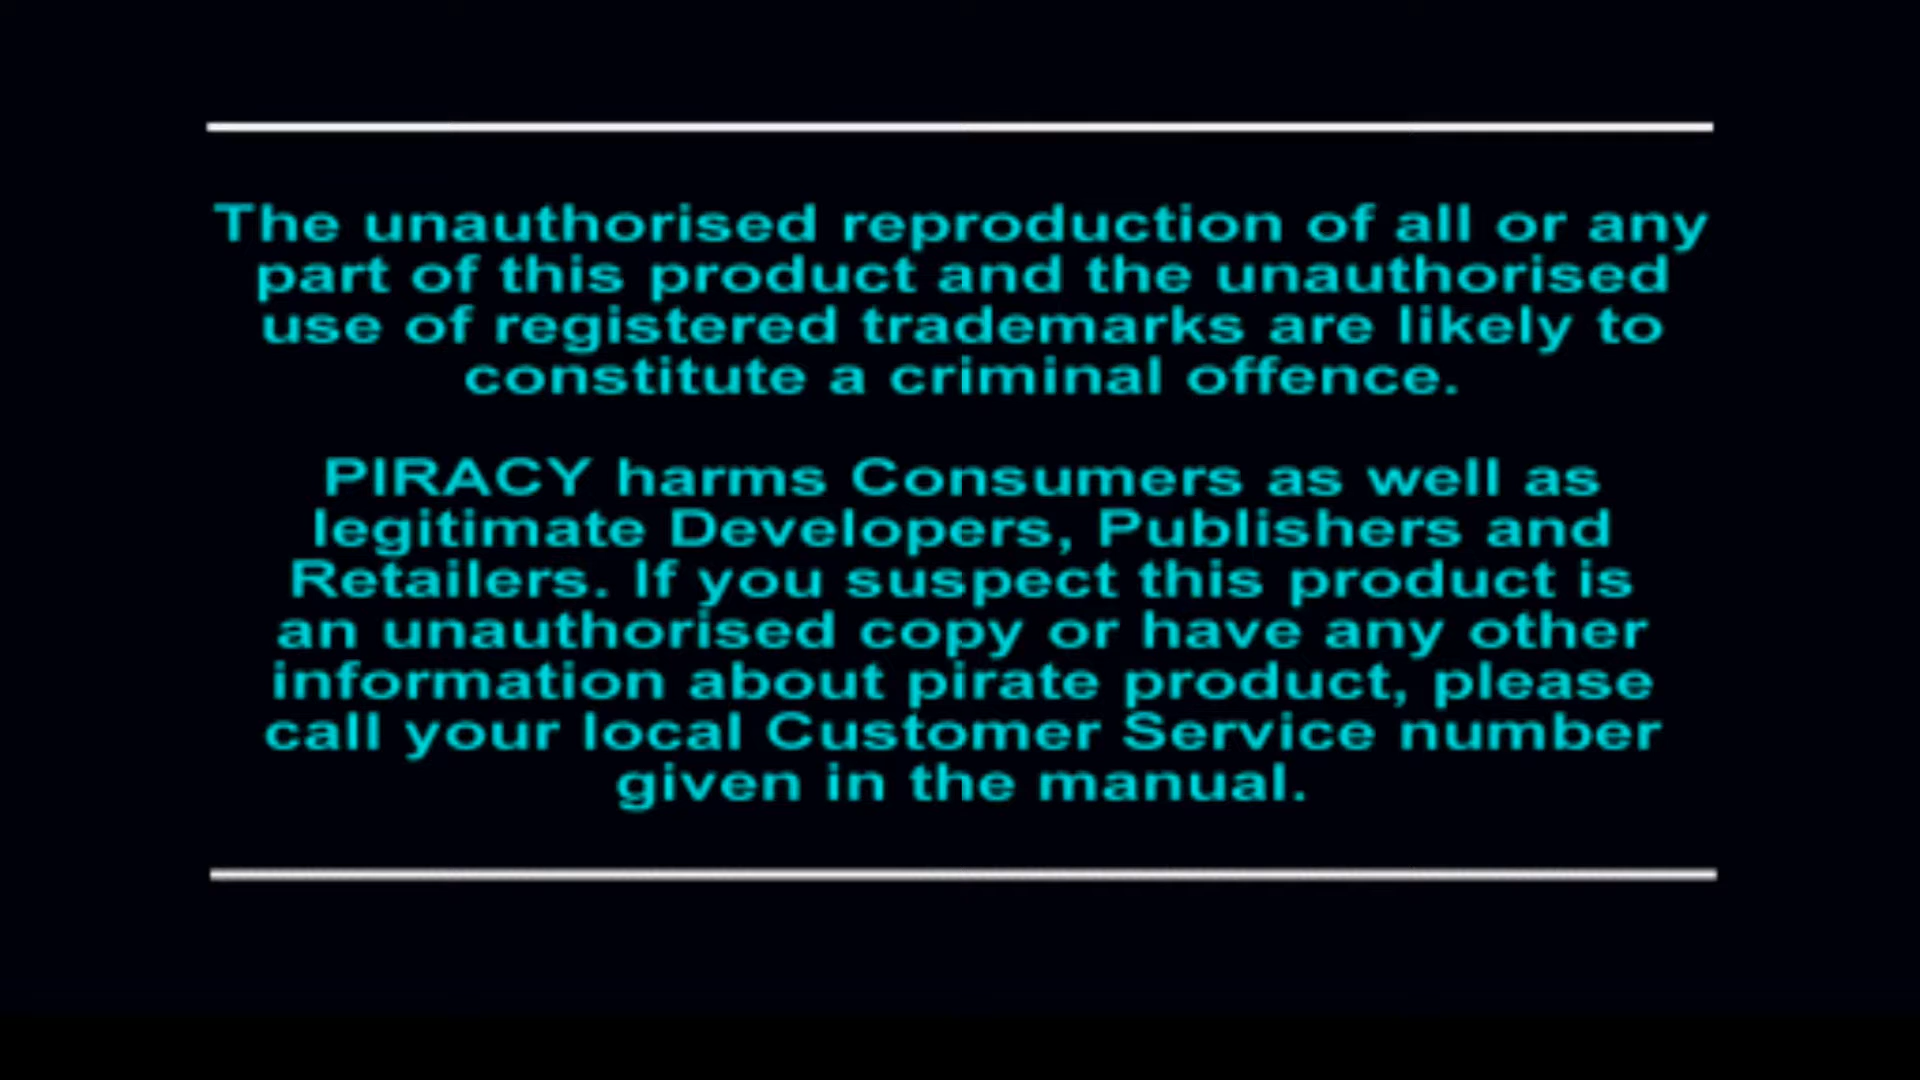 The unauthorised reproduction of all or any
part of this product and the unauthorised
use of registered trademarks are likely to
constitute a criminal offence.
PIRACY harms Consumers as well as
legitimate Developers, Publishers and
Retailers. If you suspect this product is
an unauthorised copy or have any other
information about pirate product, please
call your local Customer Service number
given in the manual.